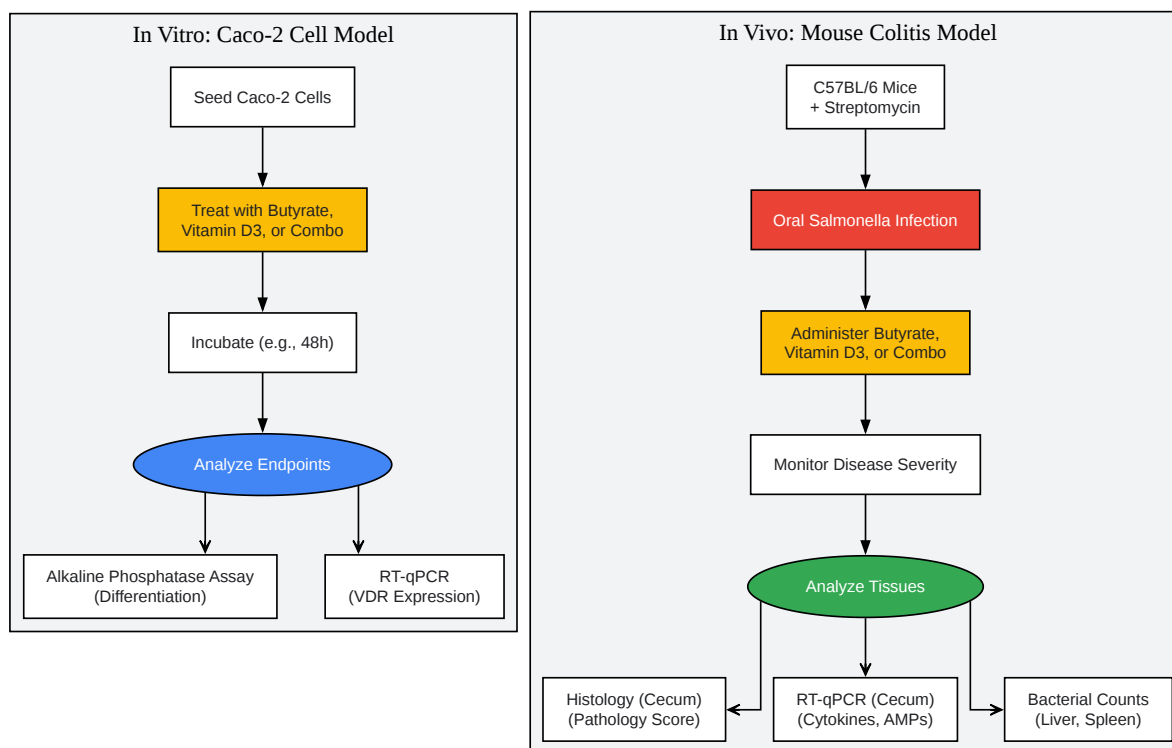 In Vitro: Caco-2 Cell Model
Seed Caco-2 Cells
Treat with Butyrate,
Vitamin D3, or Combo
Incubate (e.g., 48h)
Analyze Endpoints
Alkaline Phosphatase Assay
(Differentiation)
RT-qPCR
(VDR Expression)
In Vivo: Mouse Colitis Model
C57BL/6 Mice
+ Streptomycin
Oral Salmonella Infection
Administer Butyrate,
Vitamin D3, or Combo
Monitor Disease Severity
Analyze Tissues
Histology (Cecum)
(Pathology Score)
RT-qPCR (Cecum)
(Cytokines, AMPs)
Bacterial Counts
(Liver, Spleen)